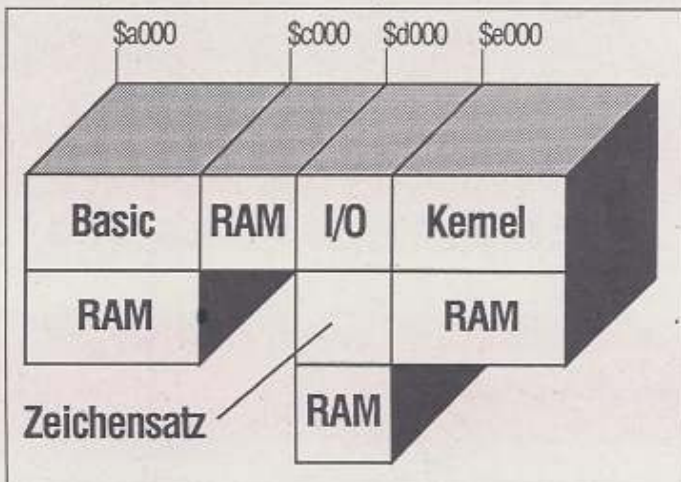 $a000 $c000 $d000 $e000
Basic RAM I/O Kernel
RAM RAM
Zeichensatz RAM